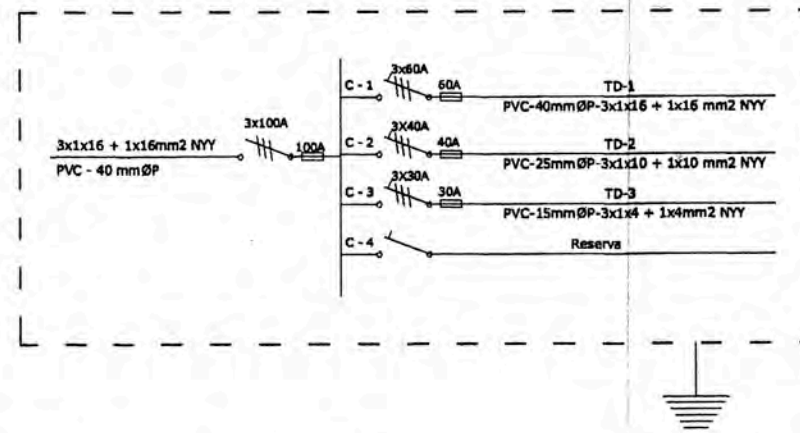 3x1x16 + 1x16mm2 NYY
PVC - 40 mmØP
3x100A
100A
C - 1
3x60A
60A
TD-1
PVC-40mmØP-3x1x16 + 1x16 mm2 NYY
C - 2
3X40A
40A
TD-2
PVC-25mmØP-3x1x10 + 1x10 mm2 NYY
C - 3
3X30A
30A
TD-3
PVC-15mmØP-3x1x4 + 1x4mm2 NYY
C - 4
Reserva